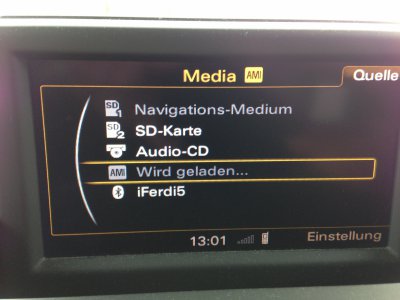 Media AMI
Quelle
SD 1 Navigations-Medium
SD 2 SD-Karte
Audio-CD
AMI Wird geladen...
iFerdi5
13:01
Einstellung